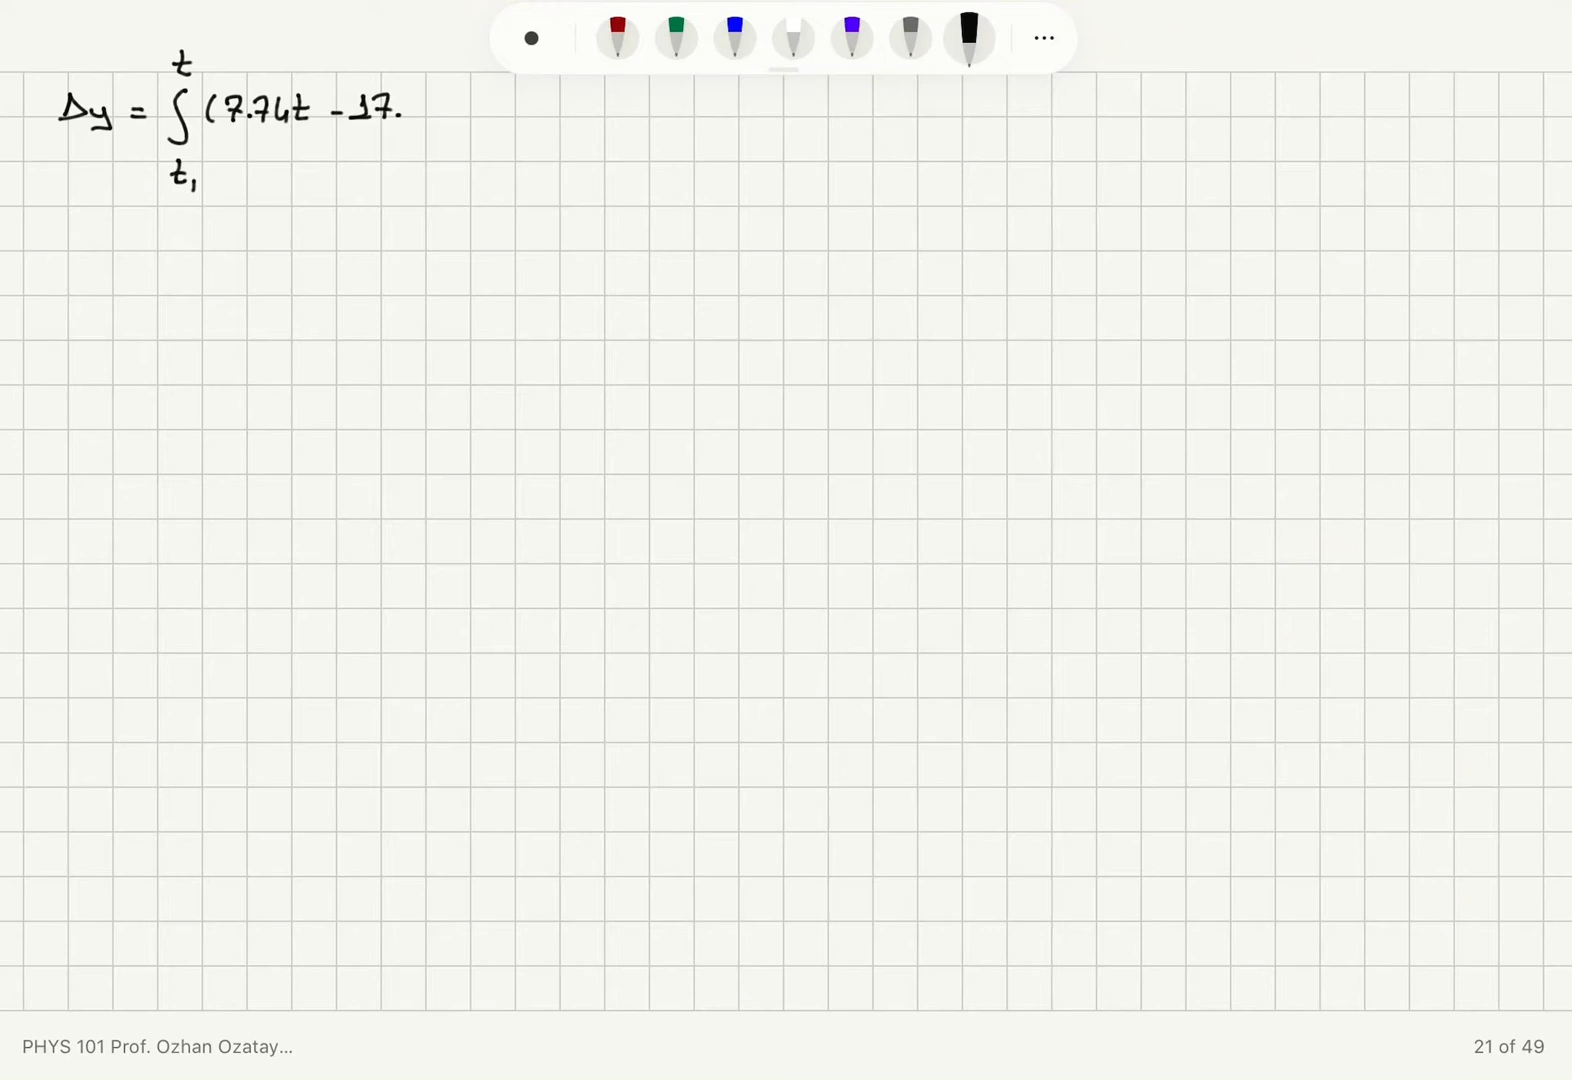 t
Δy = ∫ (7.74t - 17.
t₁
PHYS 101 Prof. Ozhan Ozatay...
21 of 49